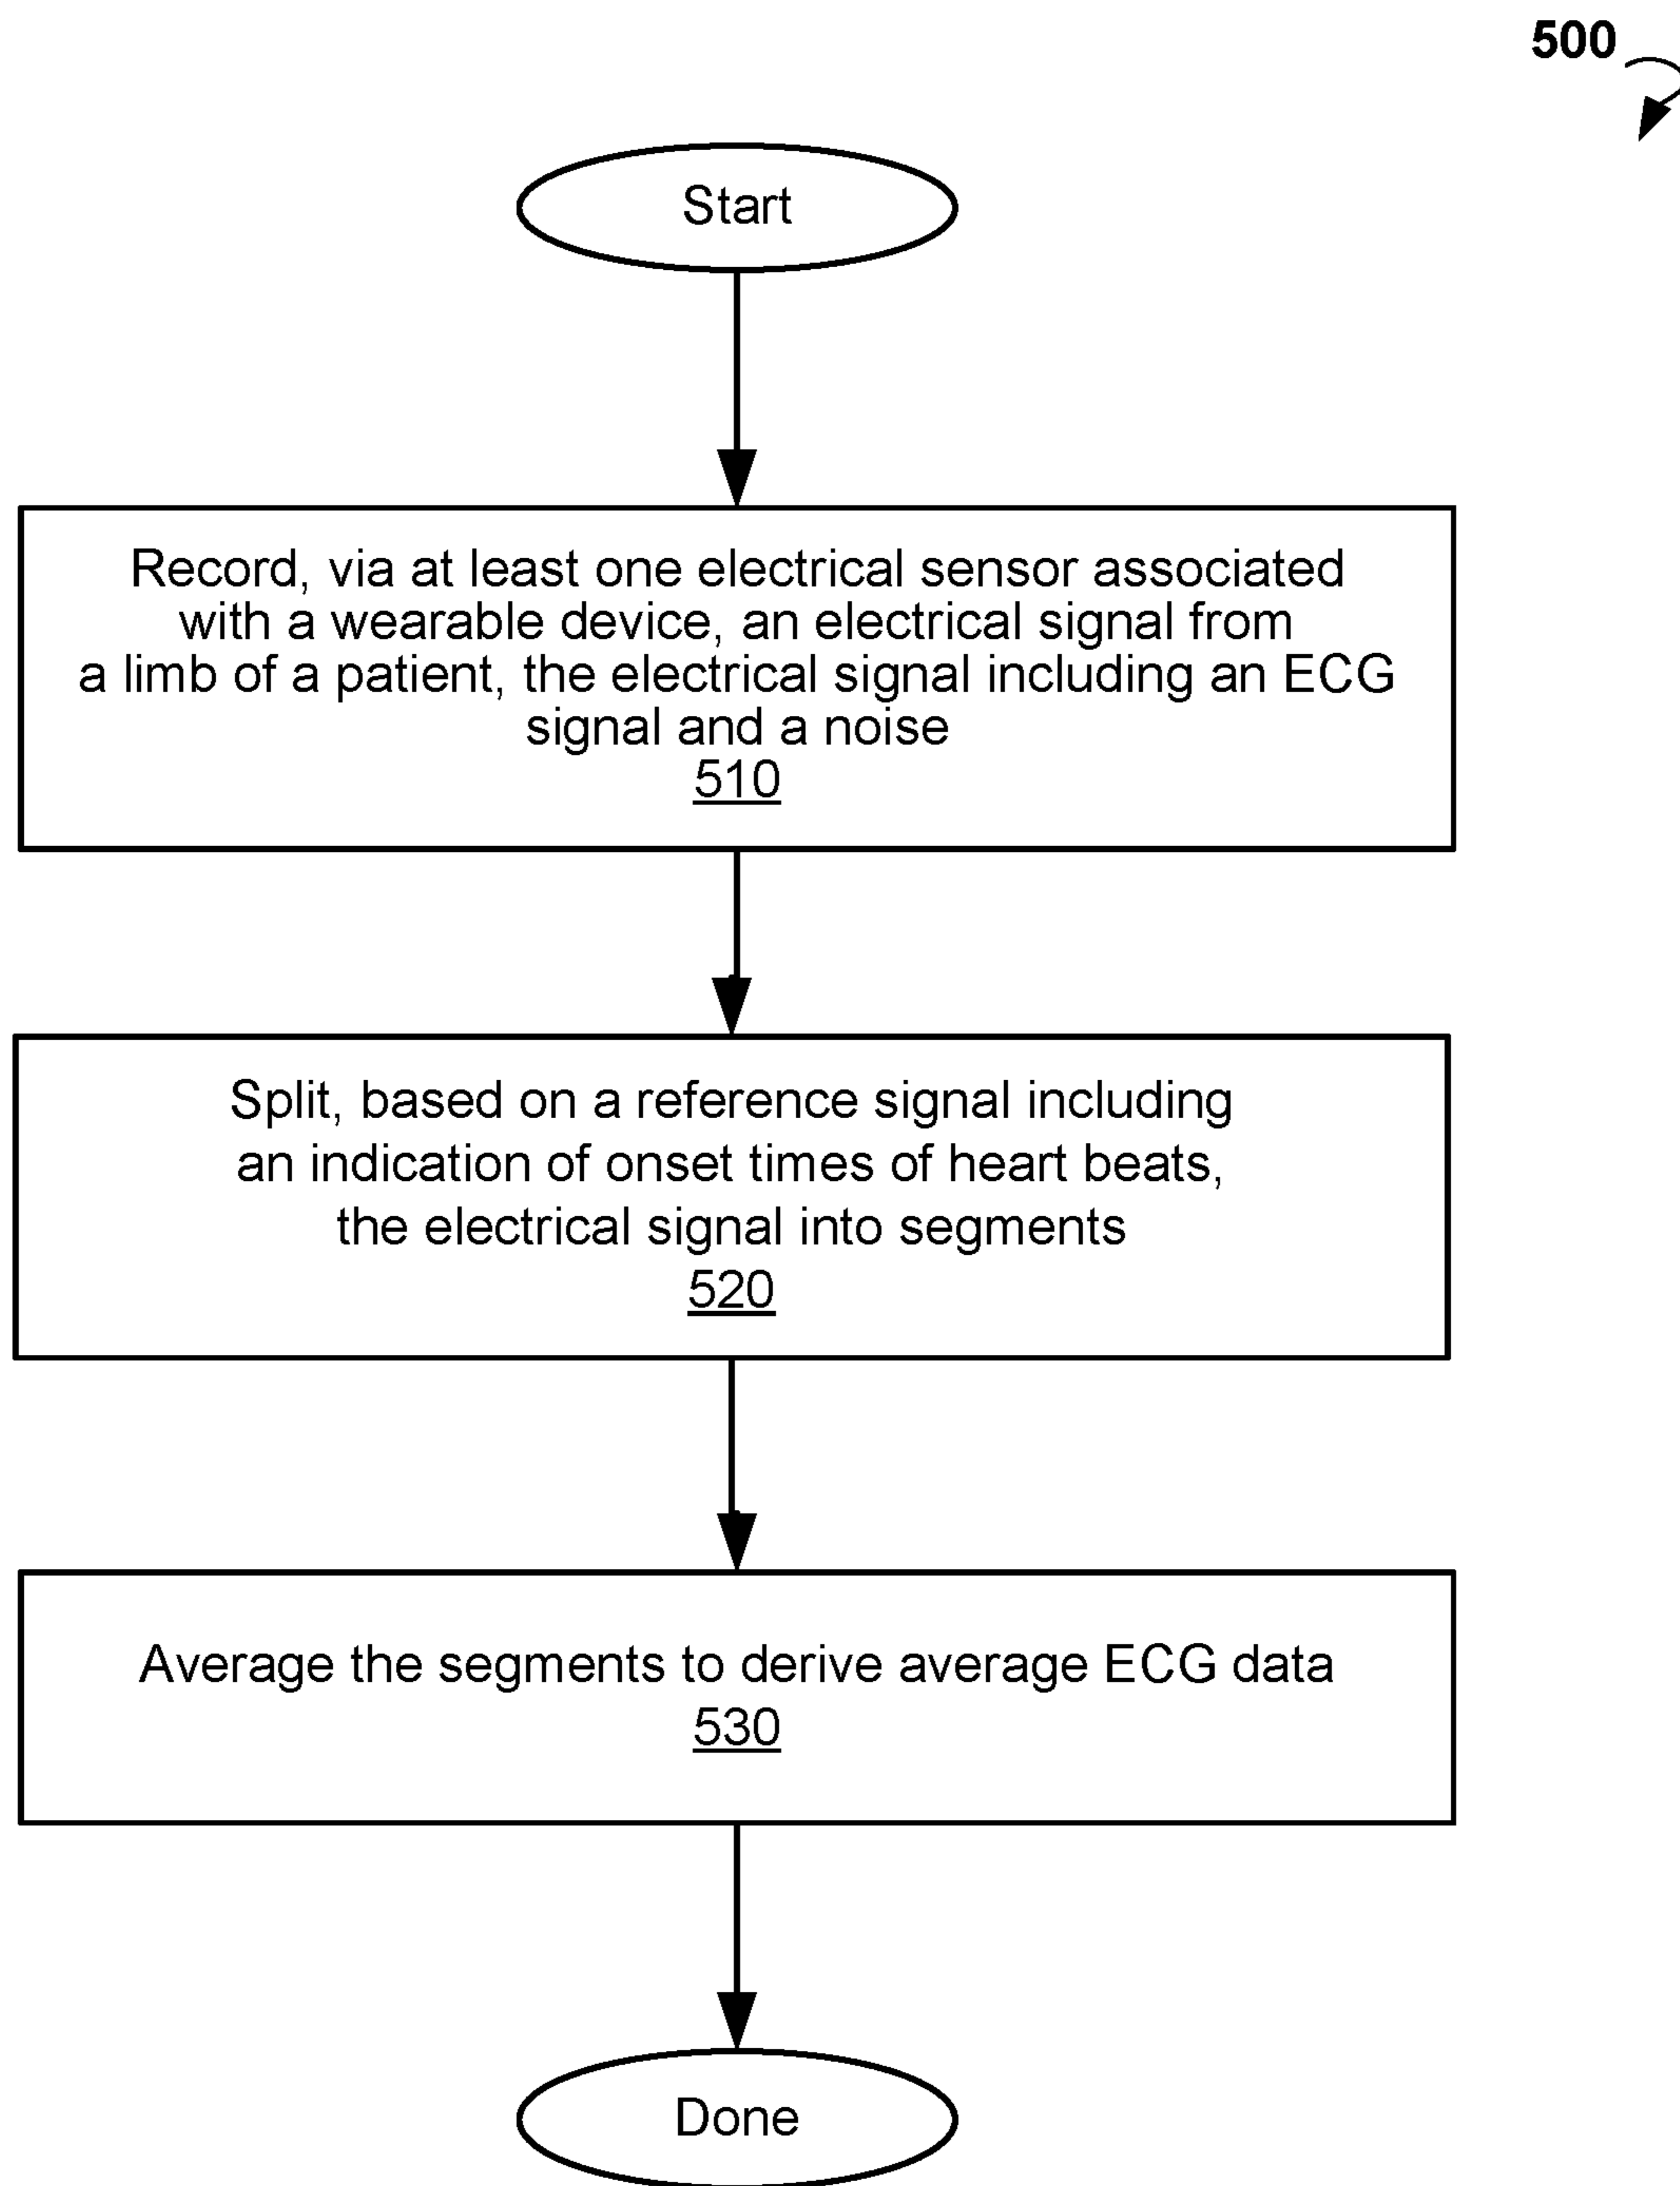 500
Start
Record, via at least one electrical sensor associated
with a wearable device, an electrical signal from
a limb of a patient, the electrical signal including an ECG
signal and a noise
510
Split, based on a reference signal including
an indication of onset times of heart beats,
the electrical signal into segments
520
Average the segments to derive average ECG data
530
Done